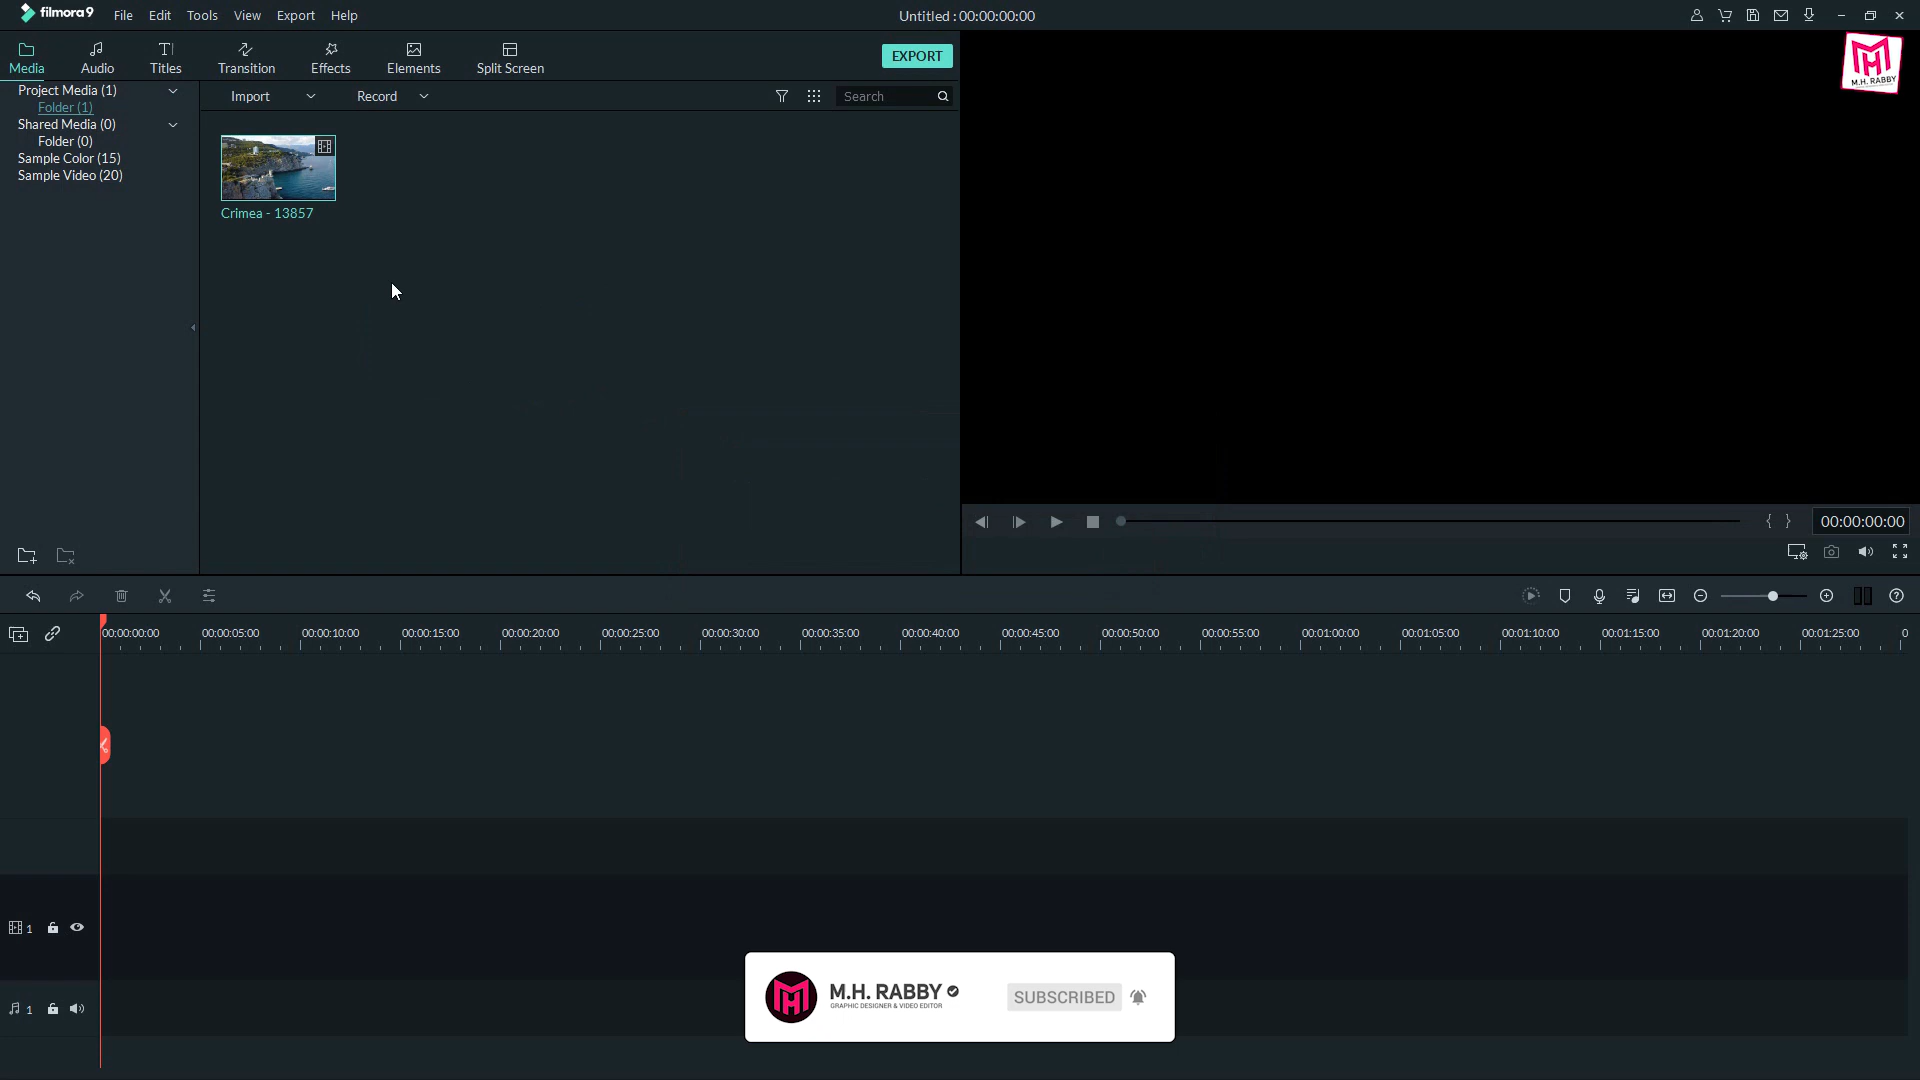 filmora9 File Edit Tools View Export Help
Untitled : 00:00:00:00
Media Audio Titles Transition Effects Elements Split Screen
EXPORT
M.H. RABBY
Project Media (1)
Folder (1)
Shared Media (0)
Folder (0)
Sample Color (15)
Sample Video (20)
Import Record Search
Crimea - 13857
{ } 00:00:00:00
00:00:00:00 00:00:05:00 00:00:10:00 00:00:15:00 00:00:20:00 00:00:25:00 00:00:30:00 00:00:35:00 00:00:40:00 00:00:45:00 00:00:50:00 00:00:55:00 00:01:00:00 00:01:05:00 00:01:10:00 00:01:15:00 00:01:20:00 00:01:25:00 0
1
1
M.H. RABBY
GRAPHIC DESIGNER & VIDEO EDITOR
SUBSCRIBED